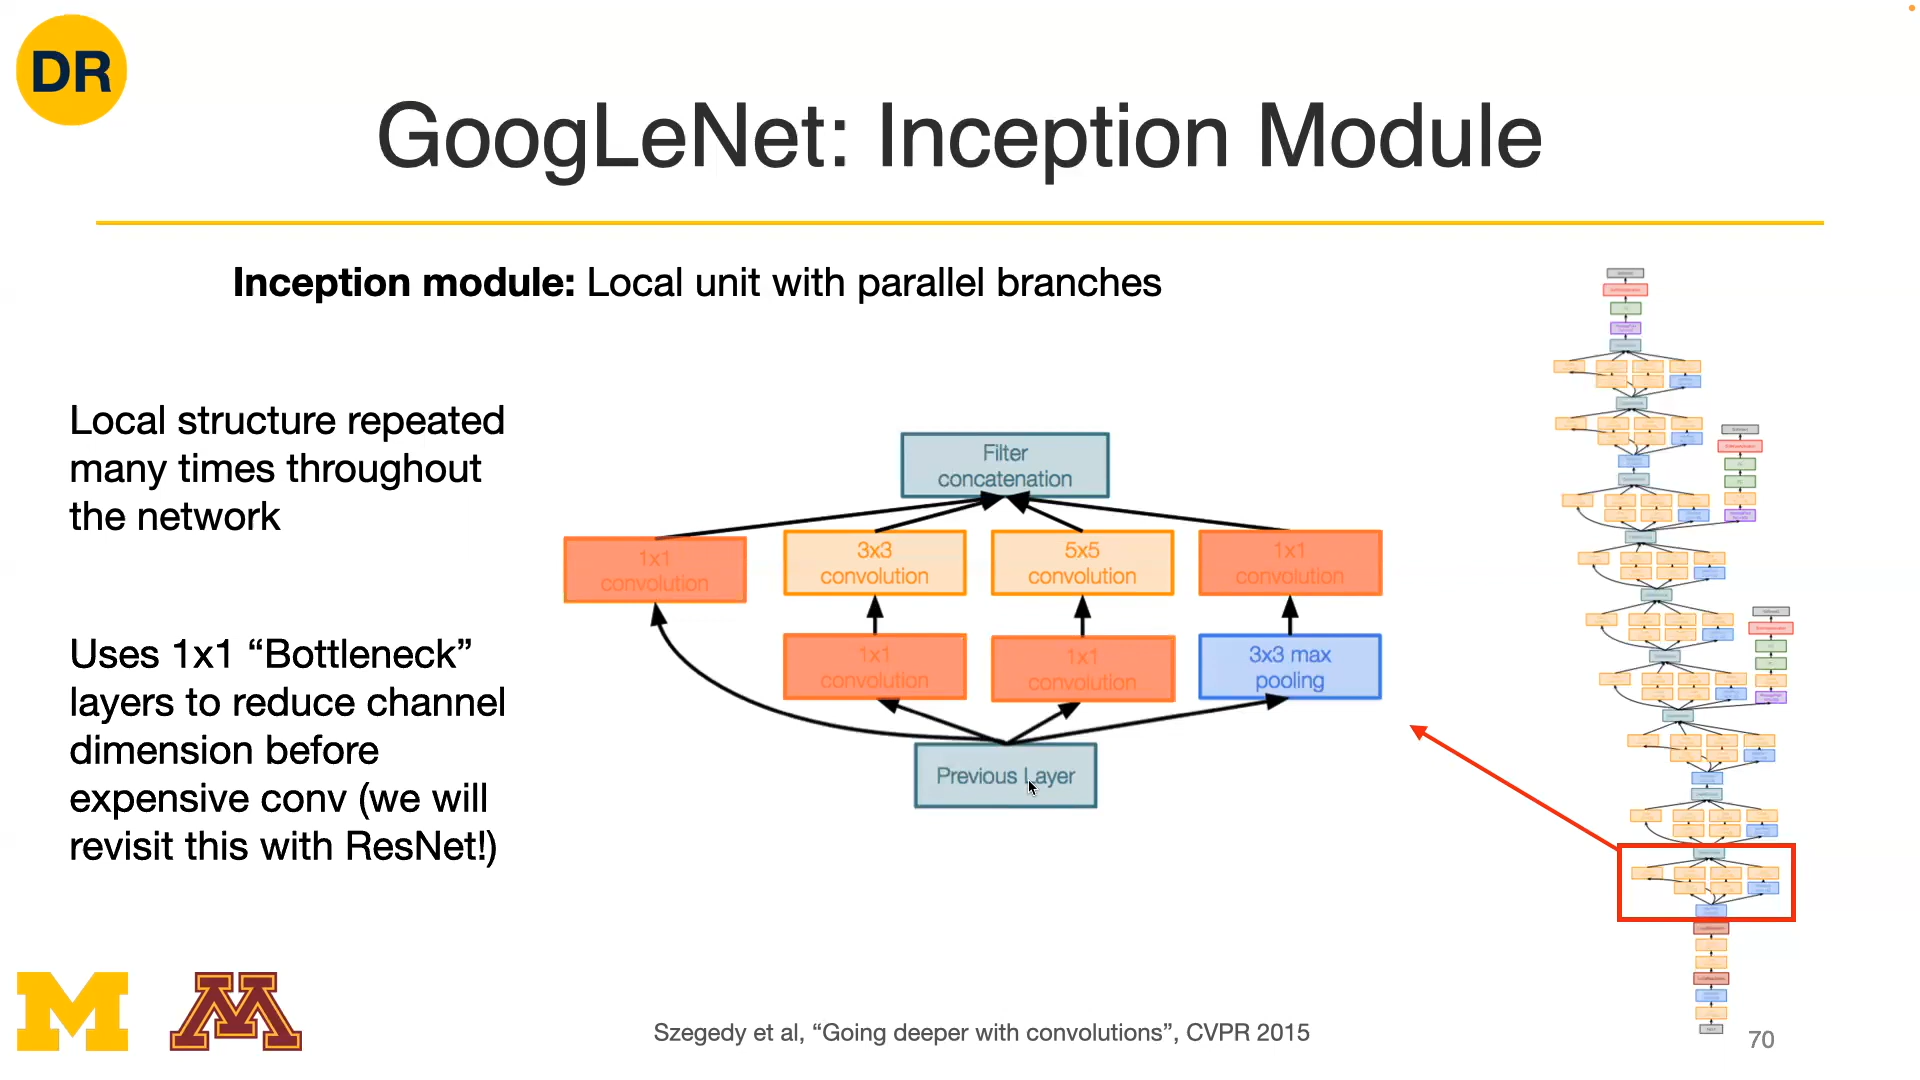 DR
GoogLeNet: Inception Module
Inception module: Local unit with parallel branches
Local structure repeated
many times throughout
the network
Uses 1x1 “Bottleneck”
layers to reduce channel
dimension before
expensive conv (we will
revisit this with ResNet!)
Filter
concatenation
1x1
convolution
3x3
convolution
5x5
convolution
1x1
convolution
1x1
convolution
1x1
convolution
3x3 max
pooling
Previous Layer
M
M
Szegedy et al, “Going deeper with convolutions”, CVPR 2015
70